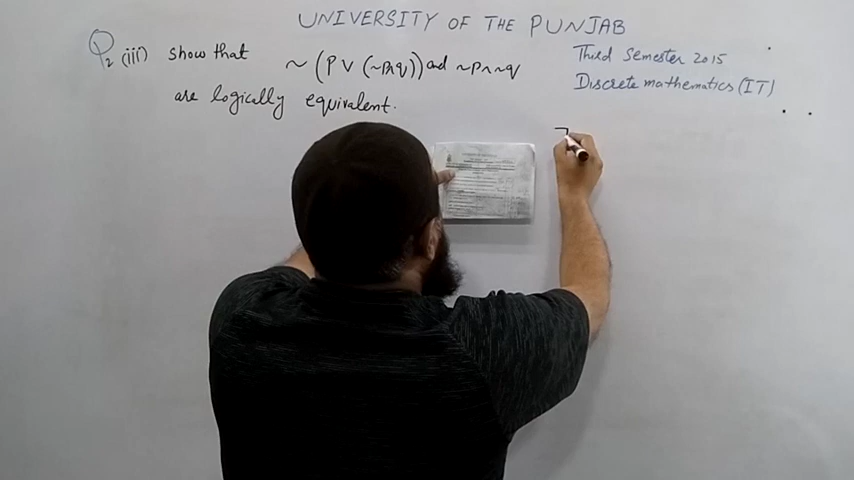 UNIVERSITY OF THE PUNJAB
Q2 (iii) show that ~(P∨(~p∧q)) and ~p∧~q
are logically equivalent.
Third Semester 2015
Discrete mathematics (IT)